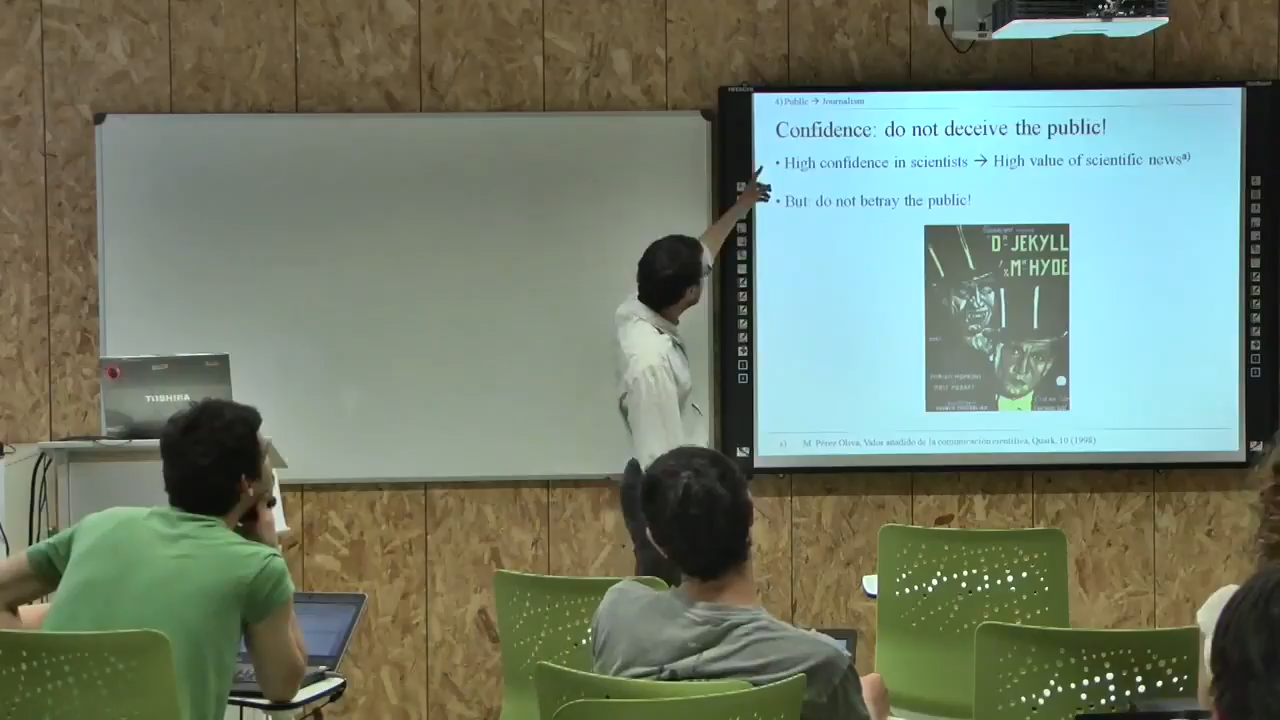 HITACHI
4) Public → Journalism
Confidence: do not deceive the public!
• High confidence in scientists → High value of scientific news a)
• But: do not betray the public!
DR JEKYLL
& MR HYDE
a) M. Pérez Oliva, Valor añadido de la comunicación científica, Quark, 10 (1998)
TOSHIBA